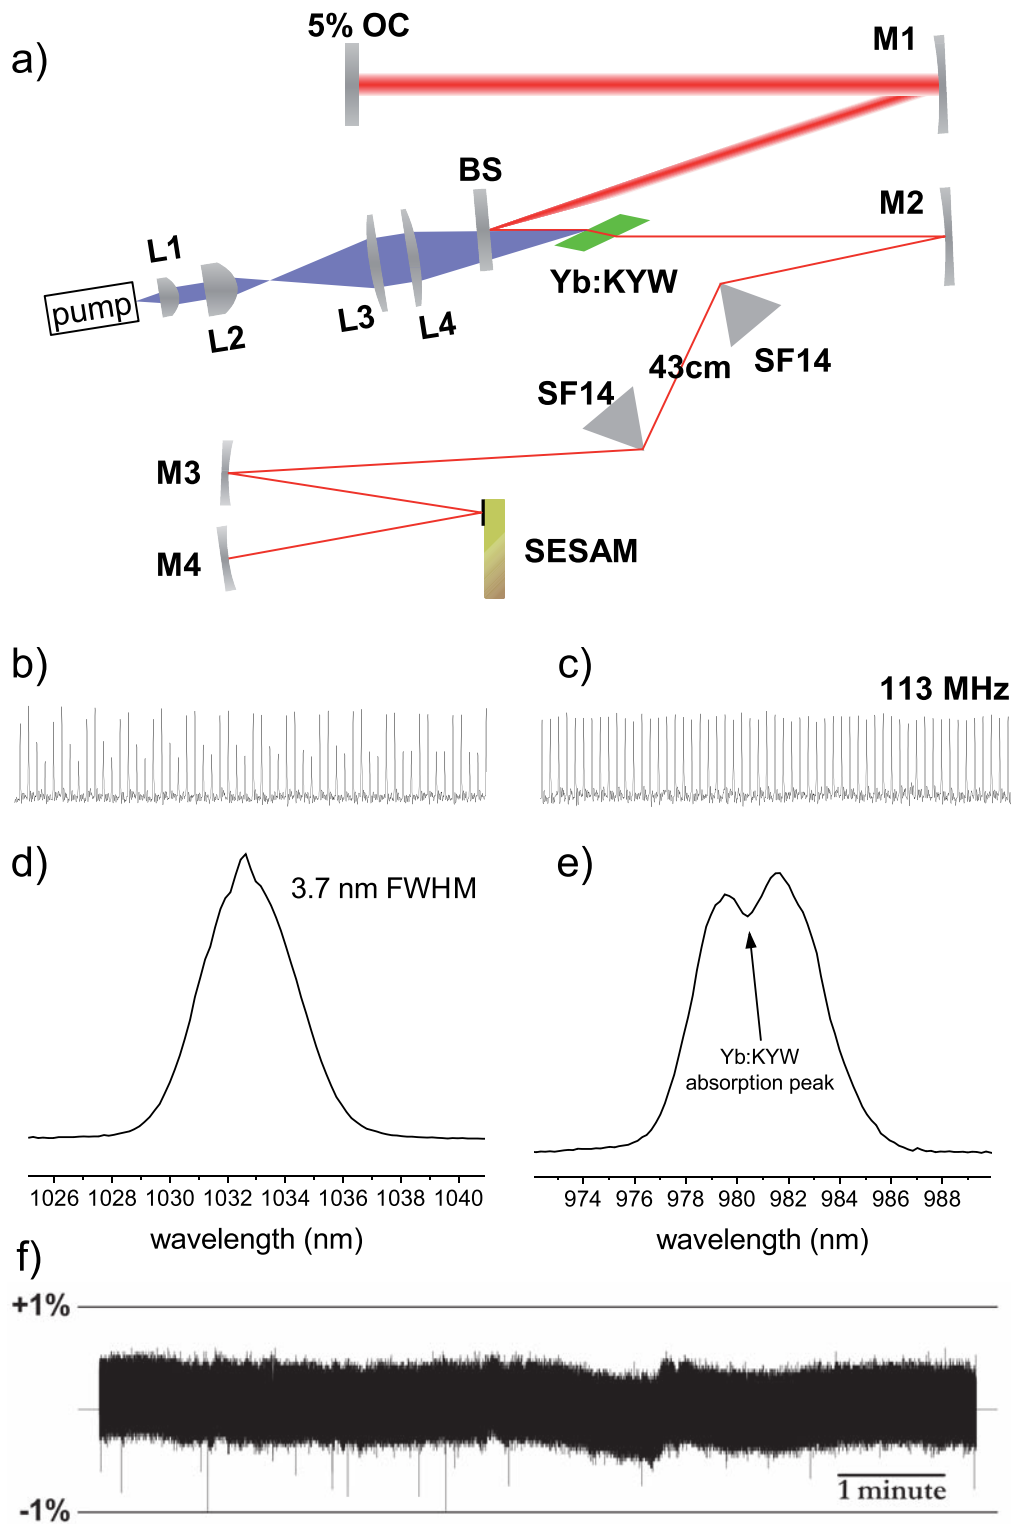 a)
5% OC
M1
BS
M2
L1
Yb:KYW
pump
L3
L4
L2
43cm
SF14
SF14
M3
SESAM
M4
b)
c)
113 MHz
d)
3.7 nm FWHM
e)
Yb:KYW
absorption peak
1026 1028 1030 1032 1034 1036 1038 1040
wavelength (nm)
974 976 978 980 982 984 986 988
wavelength (nm)
f)
+1%
1 minute
-1%